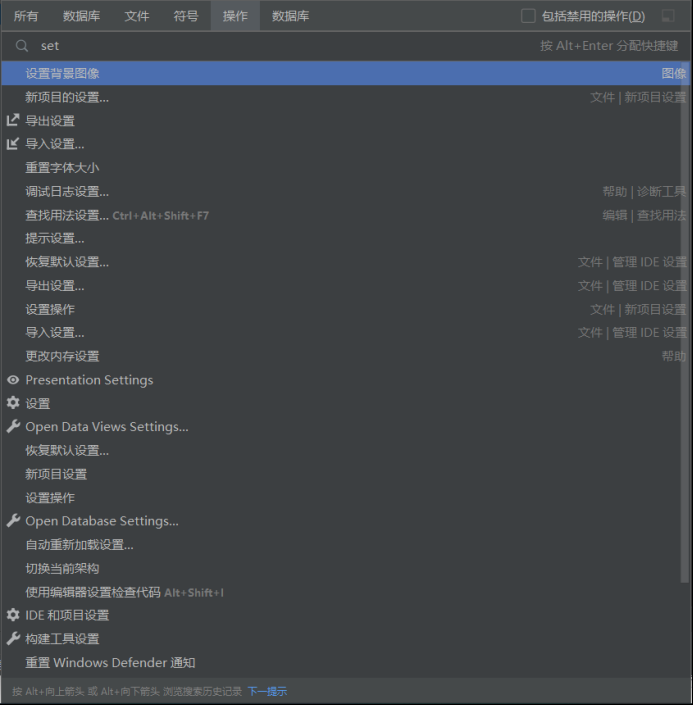 所有 数据库 文件 符号 操作 数据库 包括禁用的操作(D)
set 按 Alt+Enter 分配快捷键
设置背景图像 图像
新项目的设置... 文件 | 新项目设置
导出设置
导入设置...
重置字体大小
调试日志设置... 帮助 | 诊断工具
查找用法设置... Ctrl+Alt+Shift+F7 编辑 | 查找用法
提示设置...
恢复默认设置... 文件 | 管理 IDE 设置
导出设置... 文件 | 管理 IDE 设置
设置操作 文件 | 新项目设置
导入设置... 文件 | 管理 IDE 设置
更改内存设置 帮助
Presentation Settings
设置
Open Data Views Settings...
恢复默认设置...
新项目设置
设置操作
Open Database Settings...
自动重新加载设置...
切换当前架构
使用编辑器设置检查代码 Alt+Shift+I
IDE 和项目设置
构建工具设置
重置 Windows Defender 通知
按 Alt+向上箭头 或 Alt+向下箭头 浏览搜索历史记录 下一提示